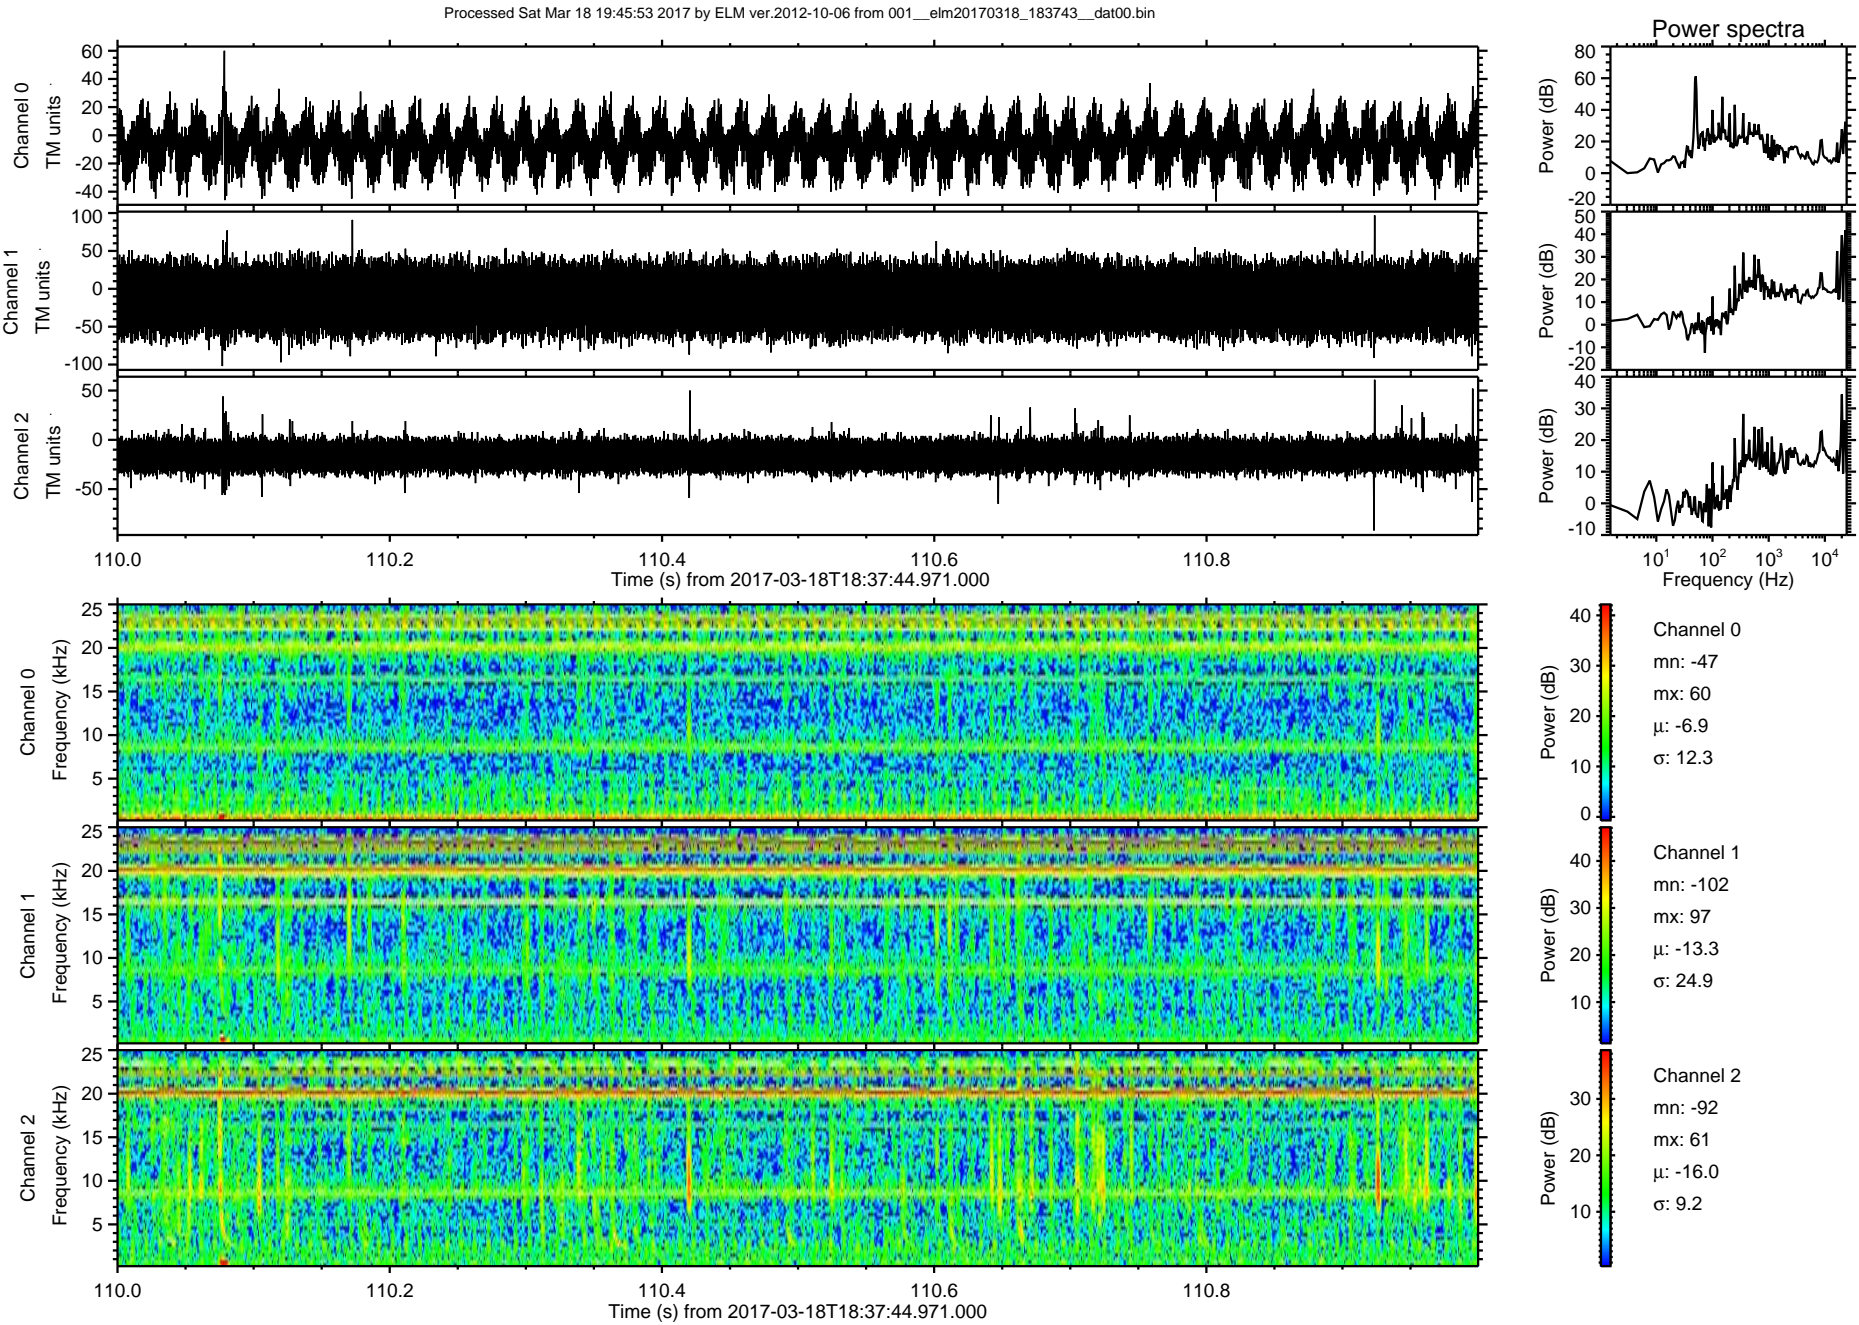 Processed Sat Mar 18 19:45:53 2017 by ELM ver.2012-10-06 from 001__elm20170318_183743__dat00.bin
Power spectra
Channel 0
TM units
60
40
20
0
-20
-40
Power (dB)
80
60
40
20
0
-20
Channel 1
TM units
100
50
0
-50
-100
Power (dB)
50
40
30
20
10
0
-10
-20
Channel 2
TM units
50
0
-50
Power (dB)
40
30
20
10
0
-10
110.0 110.2 110.4 110.6 110.8
Time (s) from 2017-03-18T18:37:44.971.000
10^1 10^2 10^3 10^4
Frequency (Hz)
Channel 0
Frequency (kHz)
25
20
15
10
5
Power (dB)
40
30
20
10
0
Channel 0
mn: -47
mx: 60
μ: -6.9
σ: 12.3
Channel 1
Frequency (kHz)
25
20
15
10
5
Power (dB)
40
30
20
10
Channel 1
mn: -102
mx: 97
μ: -13.3
σ: 24.9
Channel 2
Frequency (kHz)
25
20
15
10
5
Power (dB)
30
20
10
Channel 2
mn: -92
mx: 61
μ: -16.0
σ: 9.2
110.0 110.2 110.4 110.6 110.8
Time (s) from 2017-03-18T18:37:44.971.000